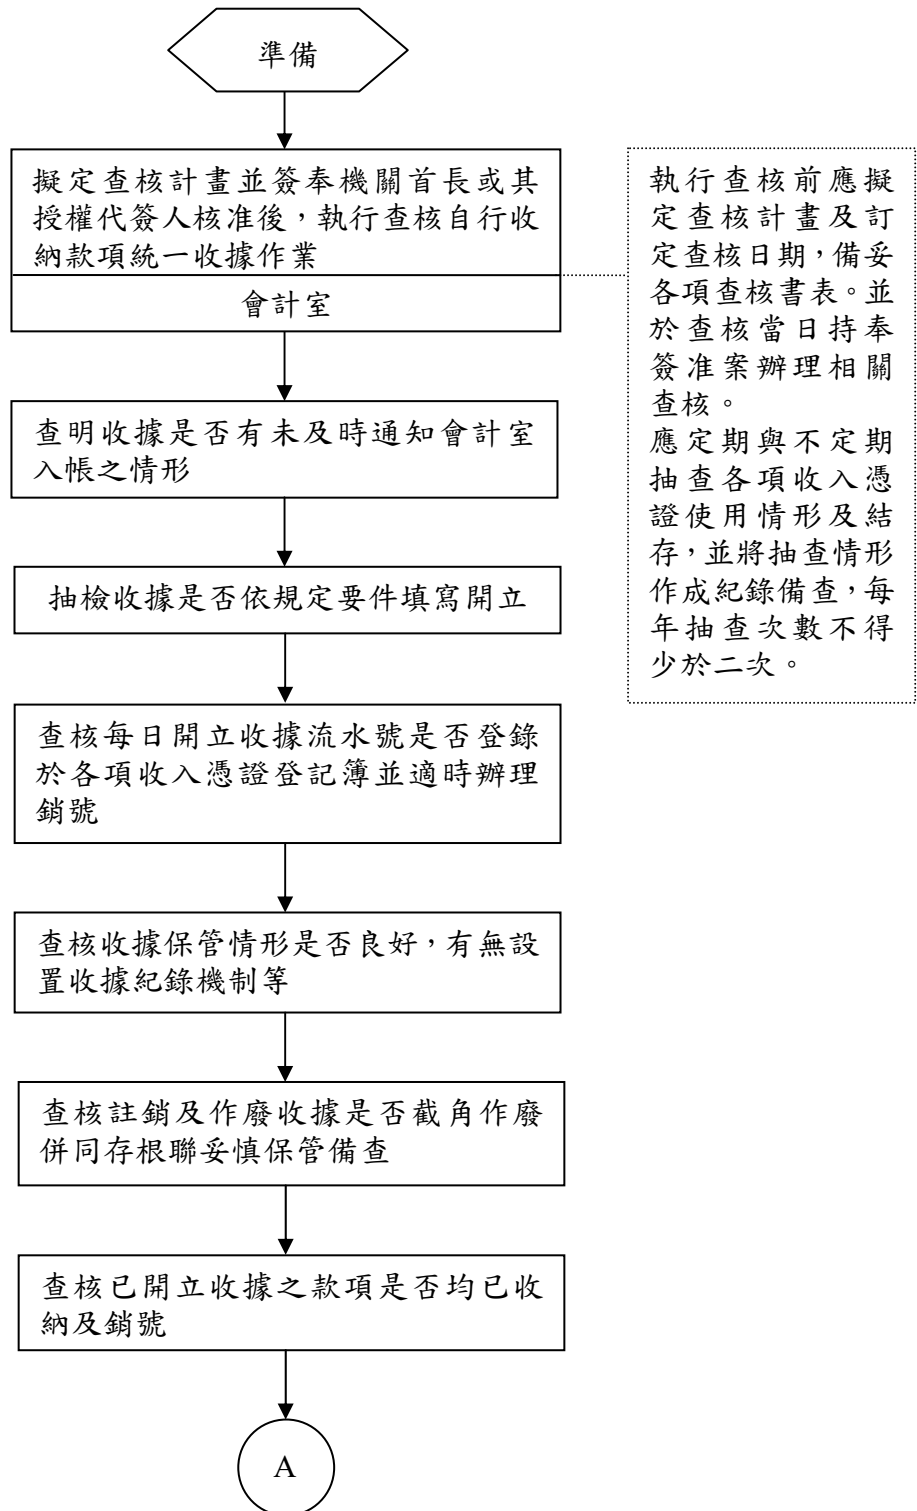 準備
擬定查核計畫並簽奉機關首長或其
授權代簽人核准後，執行查核自行收
納款項統一收據作業
會計室
執行查核前應擬
定查核計畫及訂
定查核日期，備妥
各項查核書表。並
於查核當日持奉
簽准案辦理相關
查核。
應定期與不定期
抽查各項收入憑
證使用情形及結
存，並將抽查情形
作成紀錄備查，每
年抽查次數不得
少於二次。
查明收據是否有未及時通知會計室
入帳之情形
抽檢收據是否依規定要件填寫開立
查核每日開立收據流水號是否登錄
於各項收入憑證登記簿並適時辦理
銷號
查核收據保管情形是否良好，有無設
置收據紀錄機制等
查核註銷及作廢收據是否截角作廢
併同存根聯妥慎保管備查
查核已開立收據之款項是否均已收
納及銷號
A